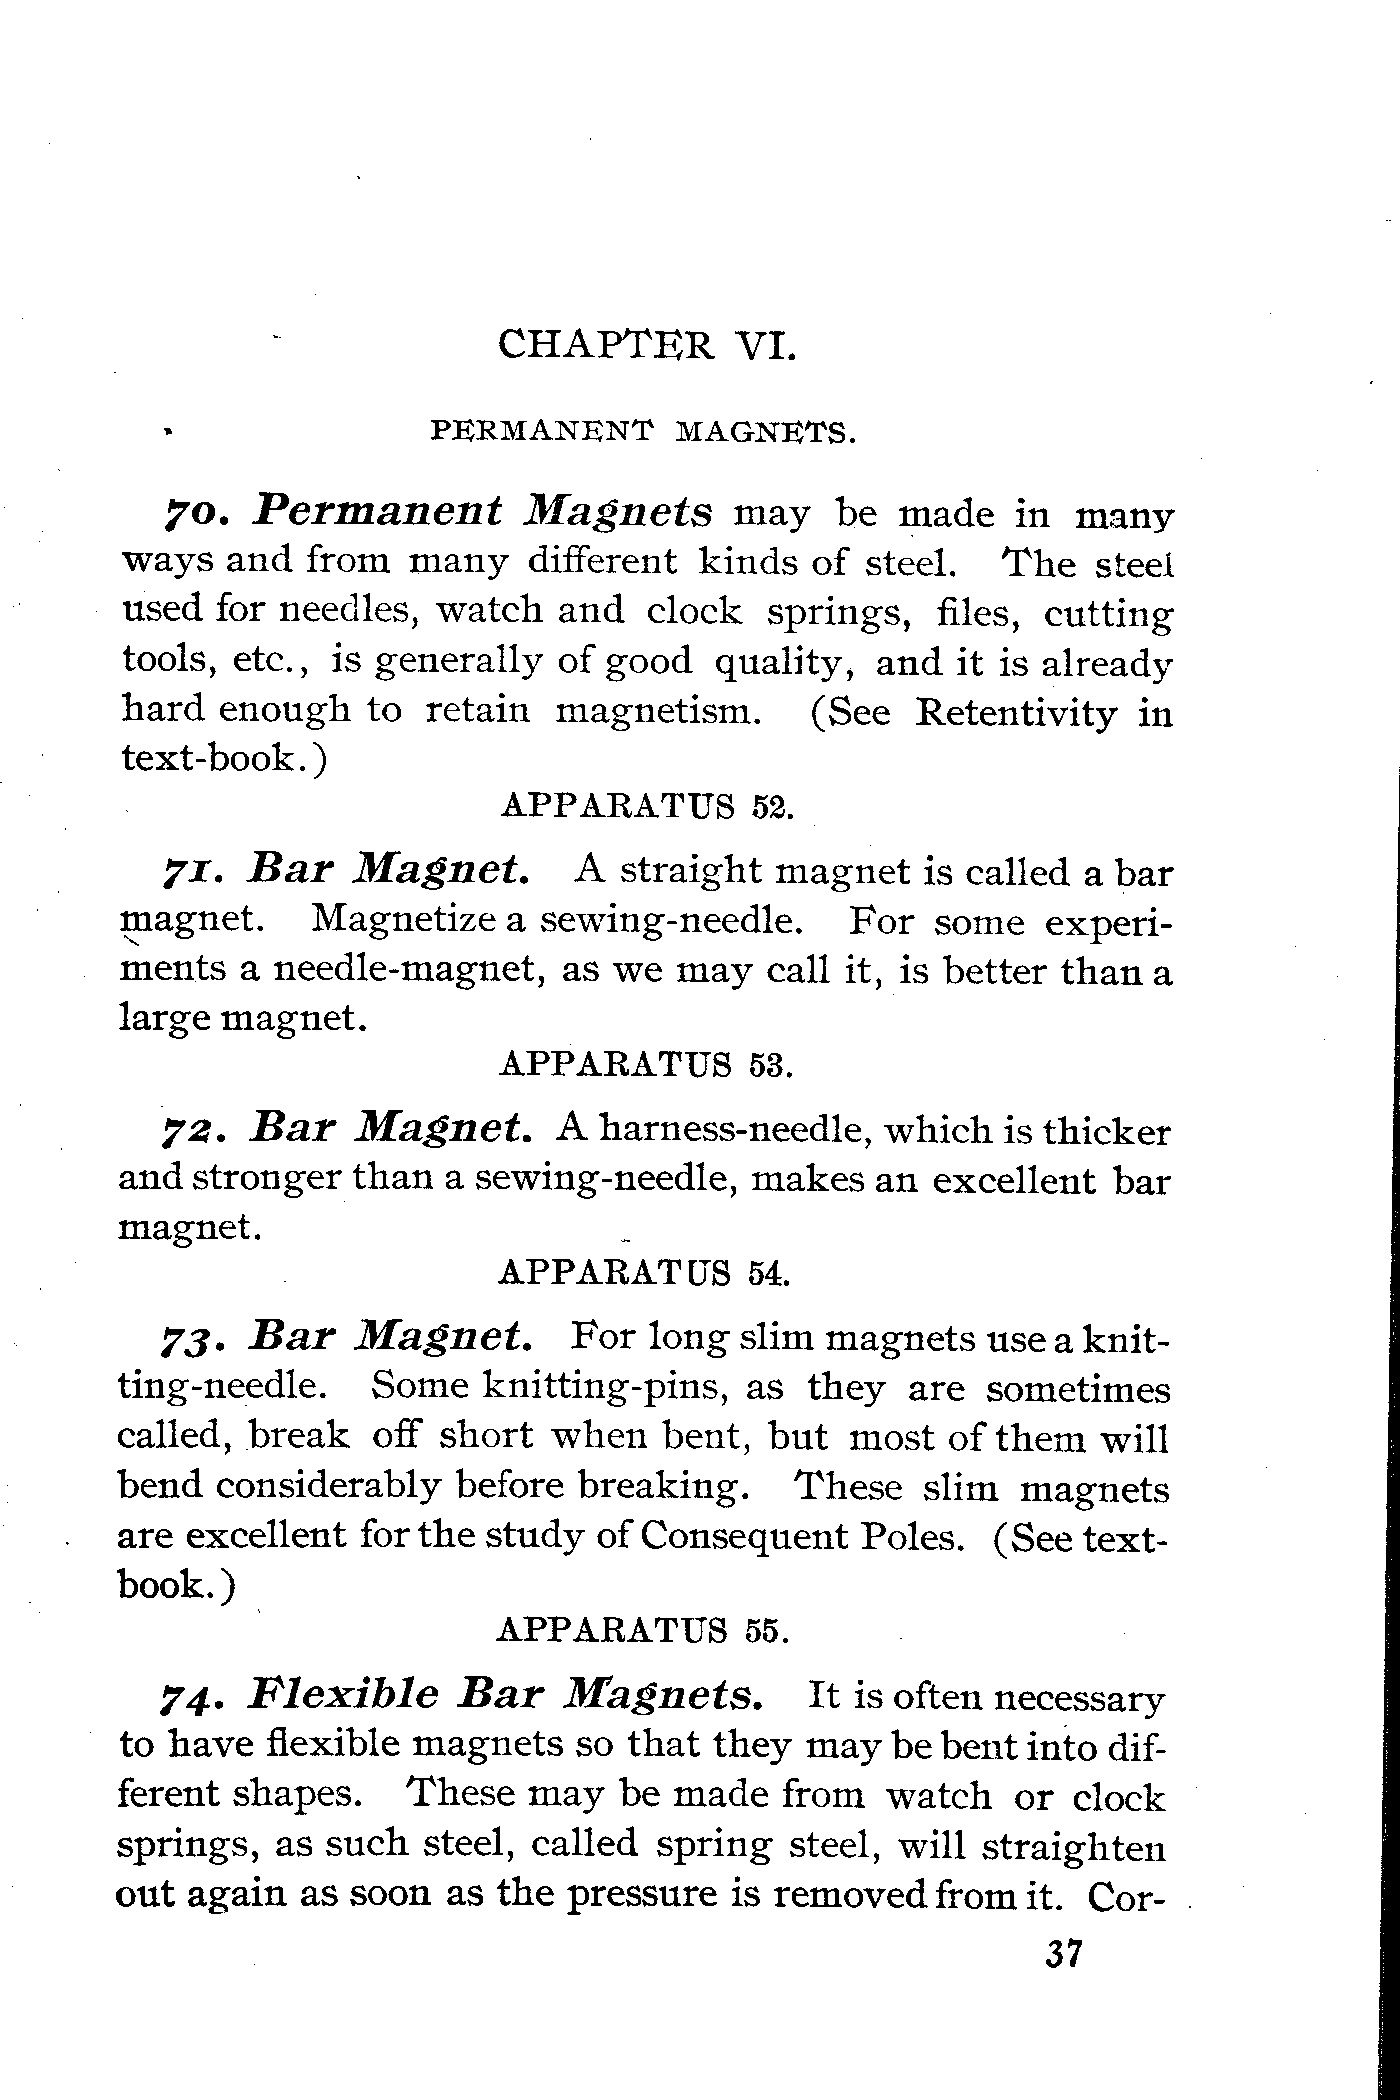 CHAPTER VI.
PERMANENT MAGNETS.
70. Permanent Magnets may be made in many
ways and from many different kinds of steel. The steel
used for needles, watch and clock springs, files, cutting
tools, etc., is generally of good quality, and it is already
hard enough to retain magnetism. (See Retentivity in
text-book.)
APPARATUS 52.
71. Bar Magnet. A straight magnet is called a bar
magnet. Magnetize a sewing-needle. For some experi-
ments a needle-magnet, as we may call it, is better than a
large magnet.
APPARATUS 53.
72. Bar Magnet. A harness-needle, which is thicker
and stronger than a sewing-needle, makes an excellent bar
magnet.
APPARATUS 54.
73. Bar Magnet. For long slim magnets use a knit-
ting-needle. Some knitting-pins, as they are sometimes
called, break off short when bent, but most of them will
bend considerably before breaking. These slim magnets
are excellent for the study of Consequent Poles. (See text-
book.)
APPARATUS 55.
74. Flexible Bar Magnets. It is often necessary
to have flexible magnets so that they may be bent into dif-
ferent shapes. These may be made from watch or clock
springs, as such steel, called spring steel, will straighten
out again as soon as the pressure is removed from it. Cor-
37